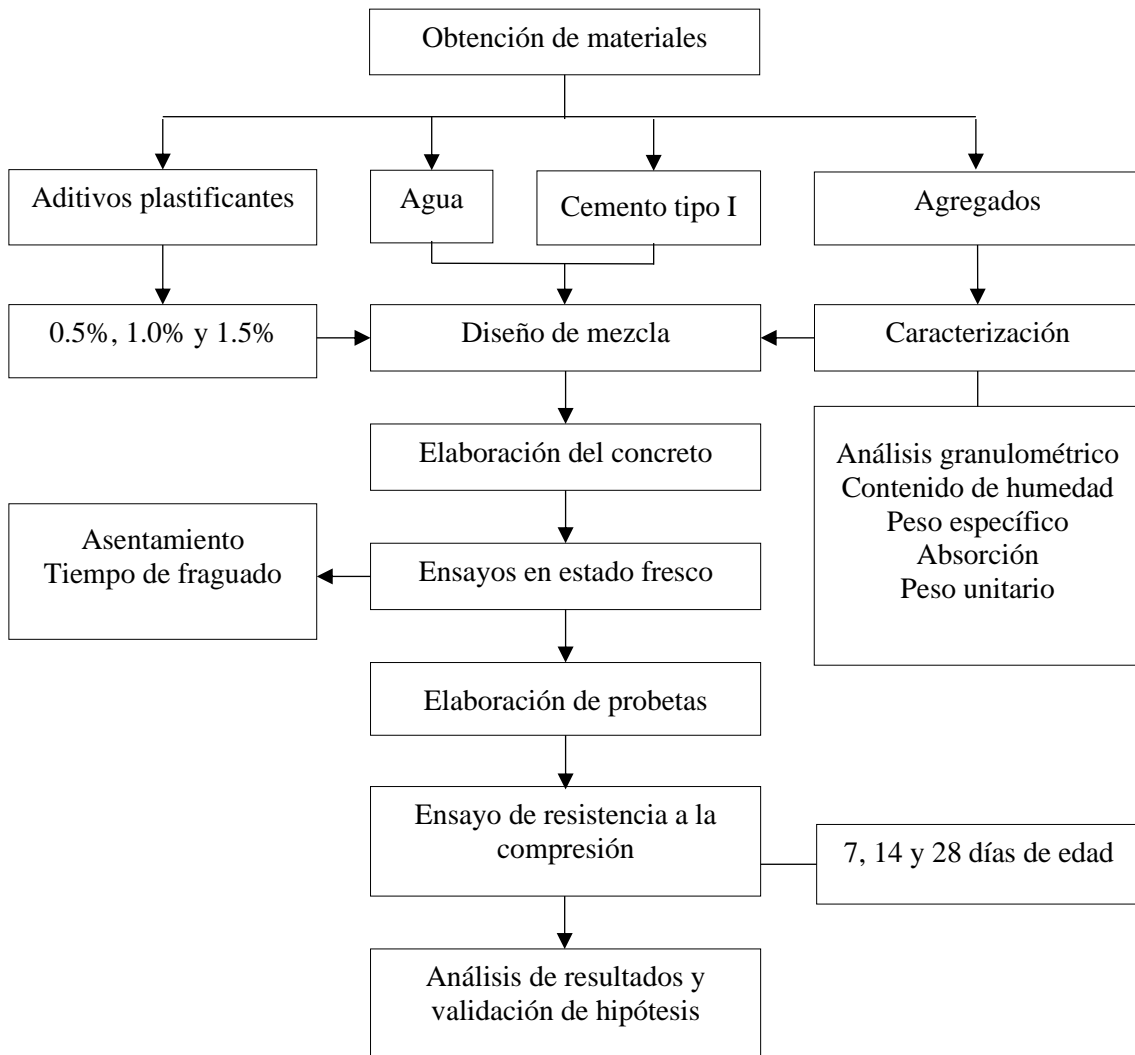 Obtención de materiales
Aditivos plastificantes
Agua
Cemento tipo I
Agregados
0.5%, 1.0% y 1.5%
Diseño de mezcla
Caracterización
Elaboración del concreto
Análisis granulométrico
Contenido de humedad
Peso específico
Absorción
Peso unitario
Asentamiento
Tiempo de fraguado
Ensayos en estado fresco
Elaboración de probetas
Ensayo de resistencia a la
compresión
7, 14 y 28 días de edad
Análisis de resultados y
validación de hipótesis